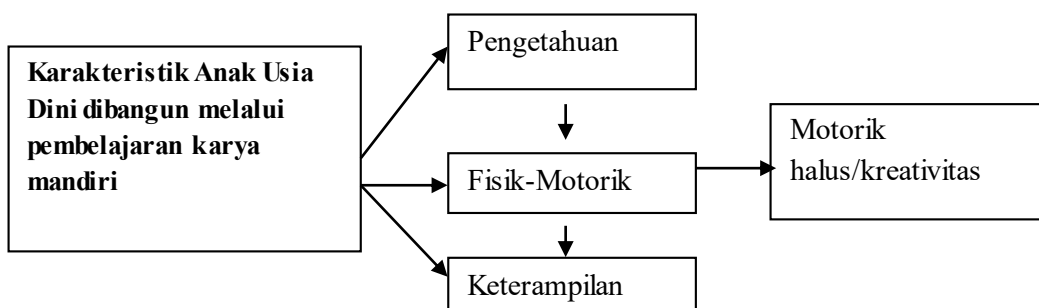 Karakteristik Anak Usia
Dini dibangun melalui
pembelajaran karya
mandiri
Pengetahuan
Fisik-Motorik
Keterampilan
Motorik
halus/kreativitas